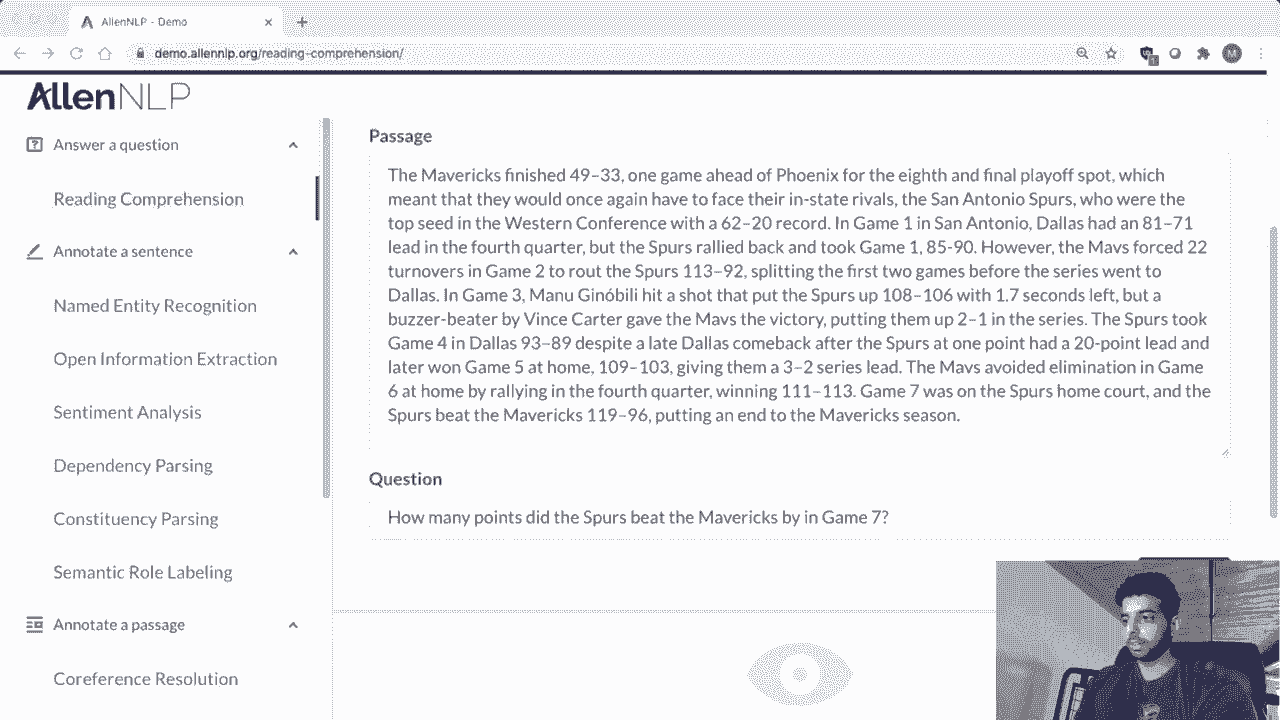 AllenNLP - Demo
demo.allennlp.org/reading-comprehension/
M
AllenNLP
Answer a question
Reading Comprehension
Annotate a sentence
Named Entity Recognition
Open Information Extraction
Sentiment Analysis
Dependency Parsing
Constituency Parsing
Semantic Role Labeling
Annotate a passage
Coreference Resolution
Passage
The Mavericks finished 49–33, one game ahead of Phoenix for the eighth and final playoff spot, which
meant that they would once again have to face their in-state rivals, the San Antonio Spurs, who were the
top seed in the Western Conference with a 62–20 record. In Game 1 in San Antonio, Dallas had an 81–71
lead in the fourth quarter, but the Spurs rallied back and took Game 1, 85-90. However, the Mavs forced 22
turnovers in Game 2 to rout the Spurs 113–92, splitting the first two games before the series went to
Dallas. In Game 3, Manu Ginóbili hit a shot that put the Spurs up 108–106 with 1.7 seconds left, but a
buzzer-beater by Vince Carter gave the Mavs the victory, putting them up 2–1 in the series. The Spurs took
Game 4 in Dallas 93–89 despite a late Dallas comeback after the Spurs at one point had a 20-point lead and
later won Game 5 at home, 109–103, giving them a 3–2 series lead. The Mavs avoided elimination in Game
6 at home by rallying in the fourth quarter, winning 111–113. Game 7 was on the Spurs home court, and the
Spurs beat the Mavericks 119–96, putting an end to the Mavericks season.
Question
How many points did the Spurs beat the Mavericks by in Game 7?